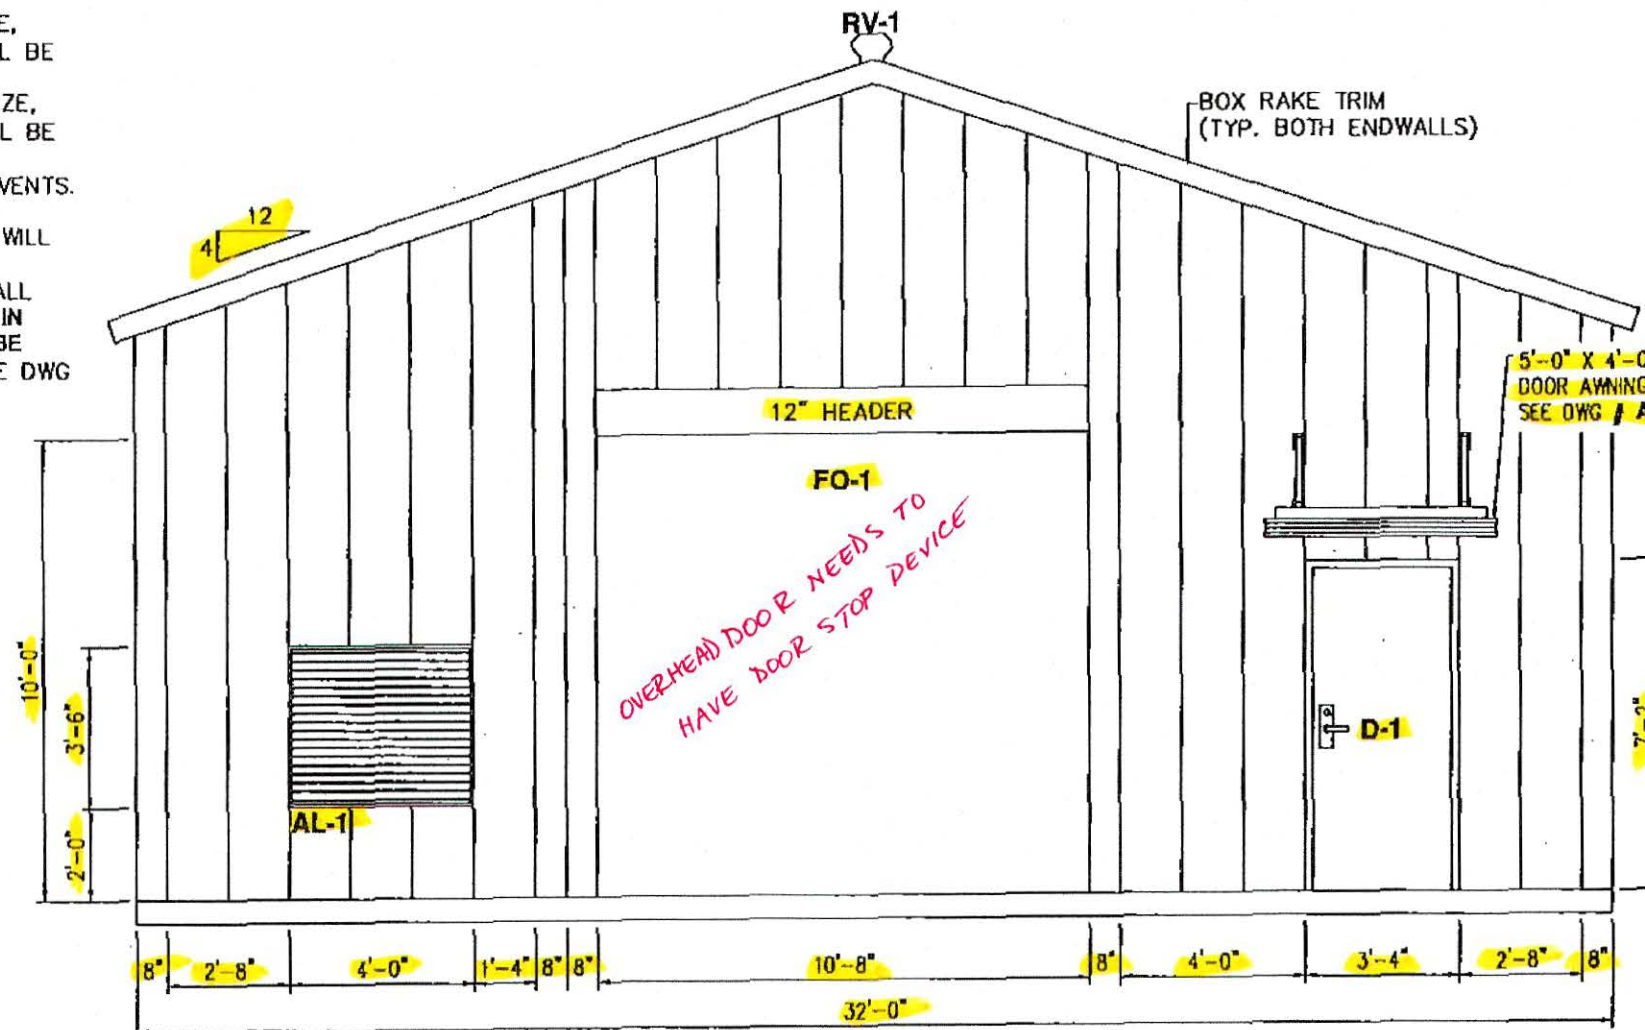 E,
L BE
ZE,
L BE
VENTS.
WILL
ALL
IN
BE
E DWG
RV-1
BOX RAKE TRIM
(TYP. BOTH ENDWALLS)
12
4
5'-0" X 4'-0
DOOR AWNING
SEE DWG # A
12" HEADER
FO-1
OVERHEAD DOOR NEEDS TO
HAVE DOOR STOP DEVICE
10'-0"
3'-6"
2'-0"
AL-1
D-1
8" 2'-8" 4'-0" 1'-4" 8" 8" 10'-8" 8" 4'-0" 3'-4" 2'-8" 8"
32'-0"